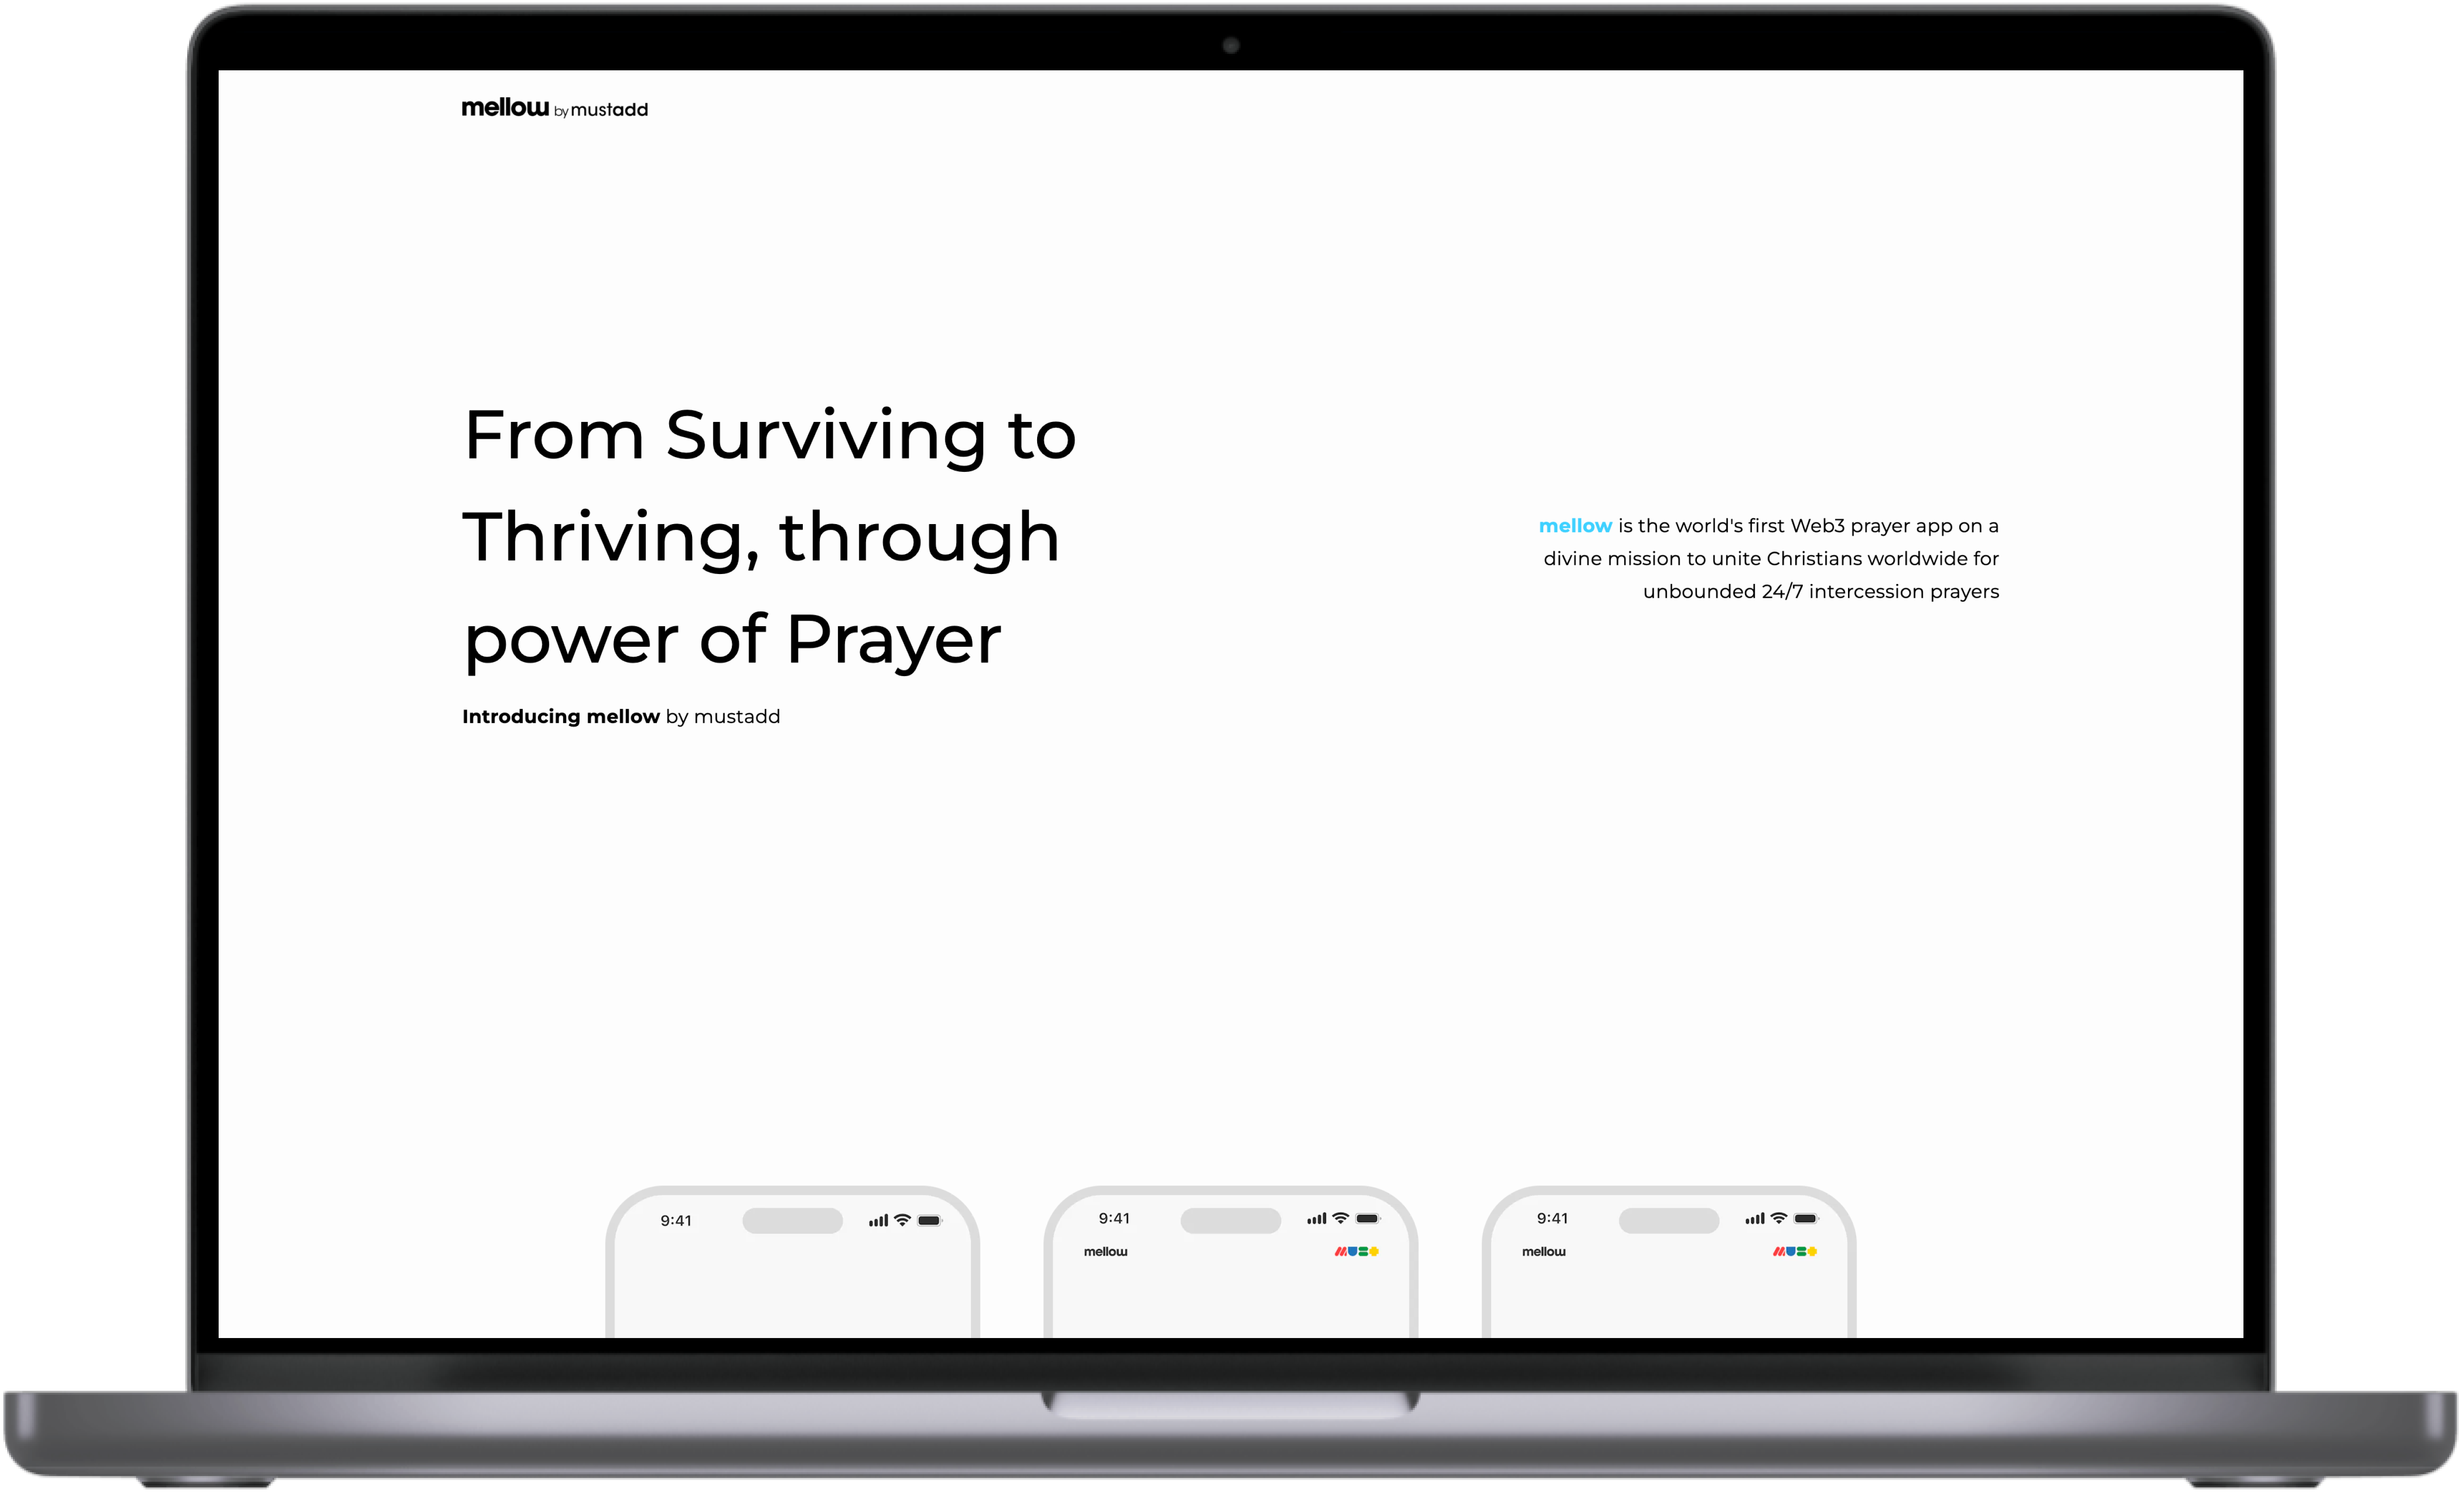 mellow by mustadd
From Surviving to
Thriving, through
power of Prayer
Introducing mellow by mustadd
mellow is the world's first Web3 prayer app on a
divine mission to unite Christians worldwide for
unbounded 24/7 intercession prayers
9:41
9:41
mellow
9:41
mellow